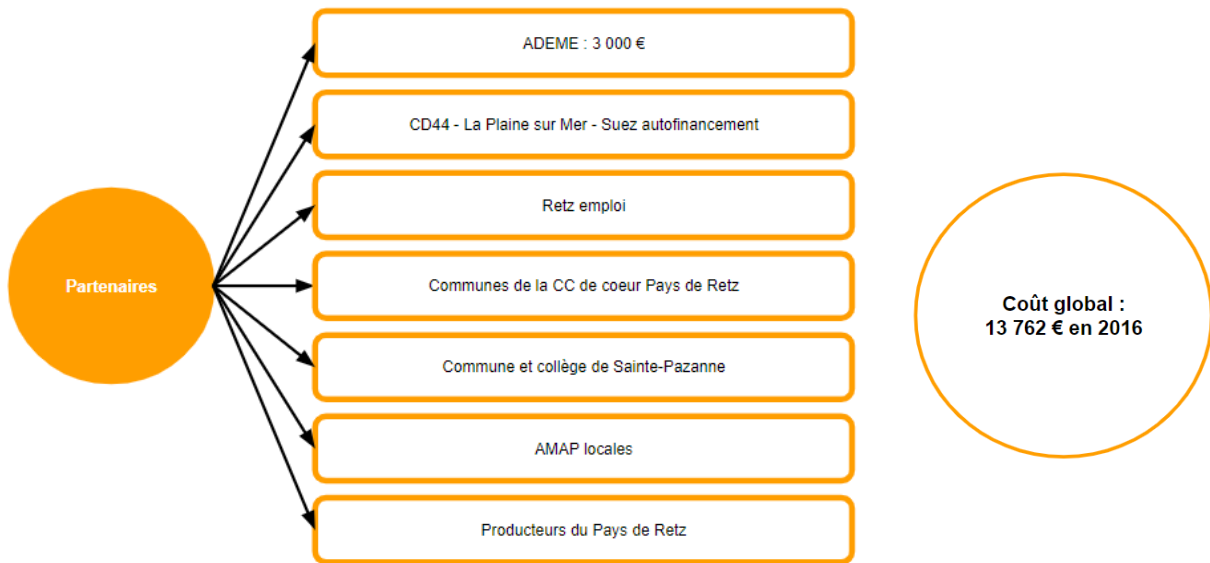 Partenaires
ADEME : 3 000 €
CD44 - La Plaine sur Mer - Suez autofinancement
Retz emploi
Communes de la CC de coeur Pays de Retz
Commune et collège de Sainte-Pazanne
AMAP locales
Producteurs du Pays de Retz
Coût global :
13 762 € en 2016